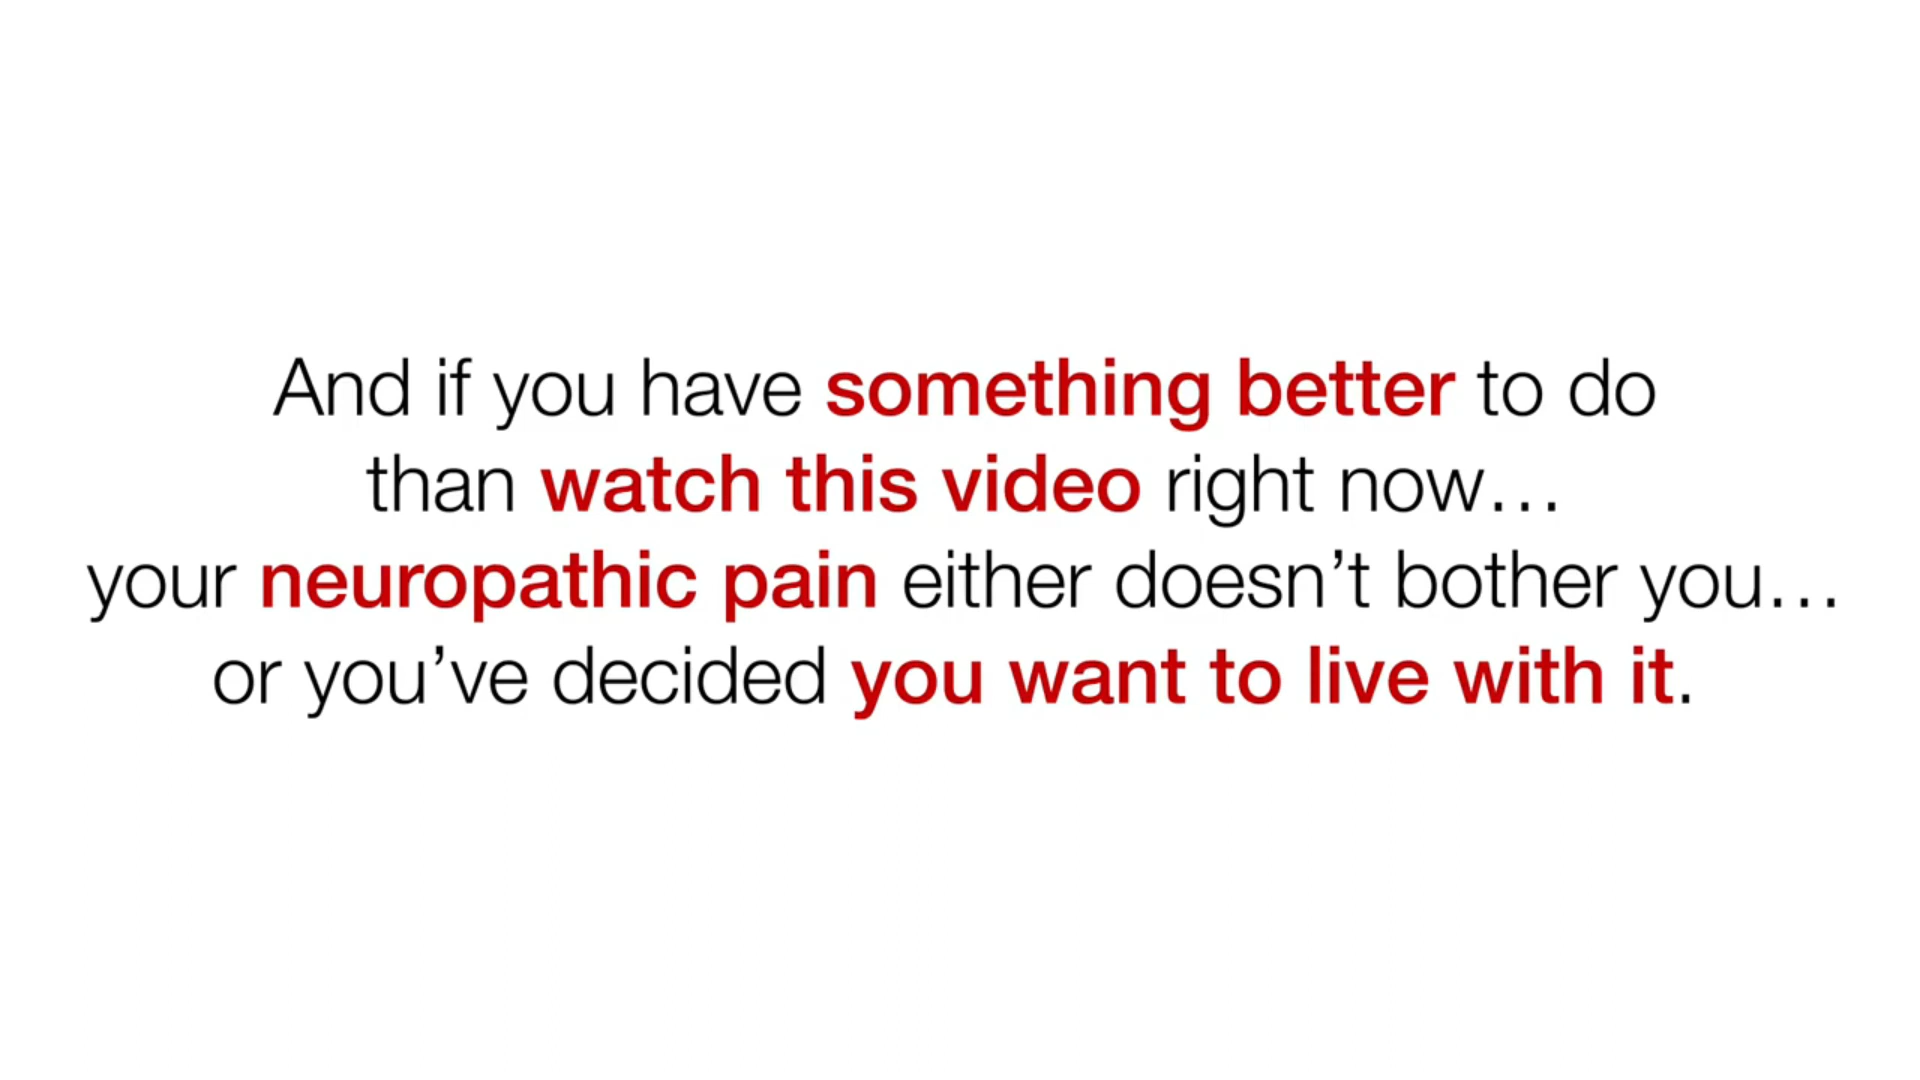 And if you have something better to do
than watch this video right now…
your neuropathic pain either doesn’t bother you…
or you’ve decided you want to live with it.